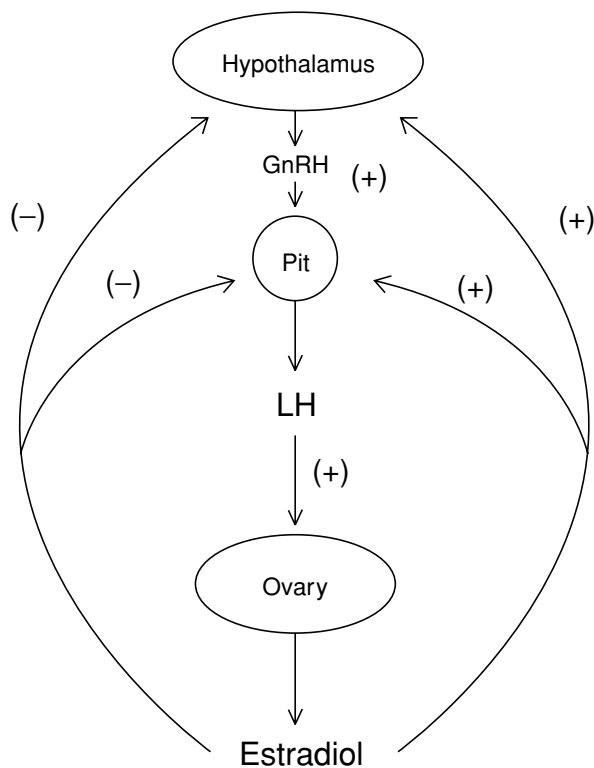 Hypothalamus
GnRH
(+)
(–)
(+)
Pit
(–)
(+)
LH
(+)
Ovary
Estradiol